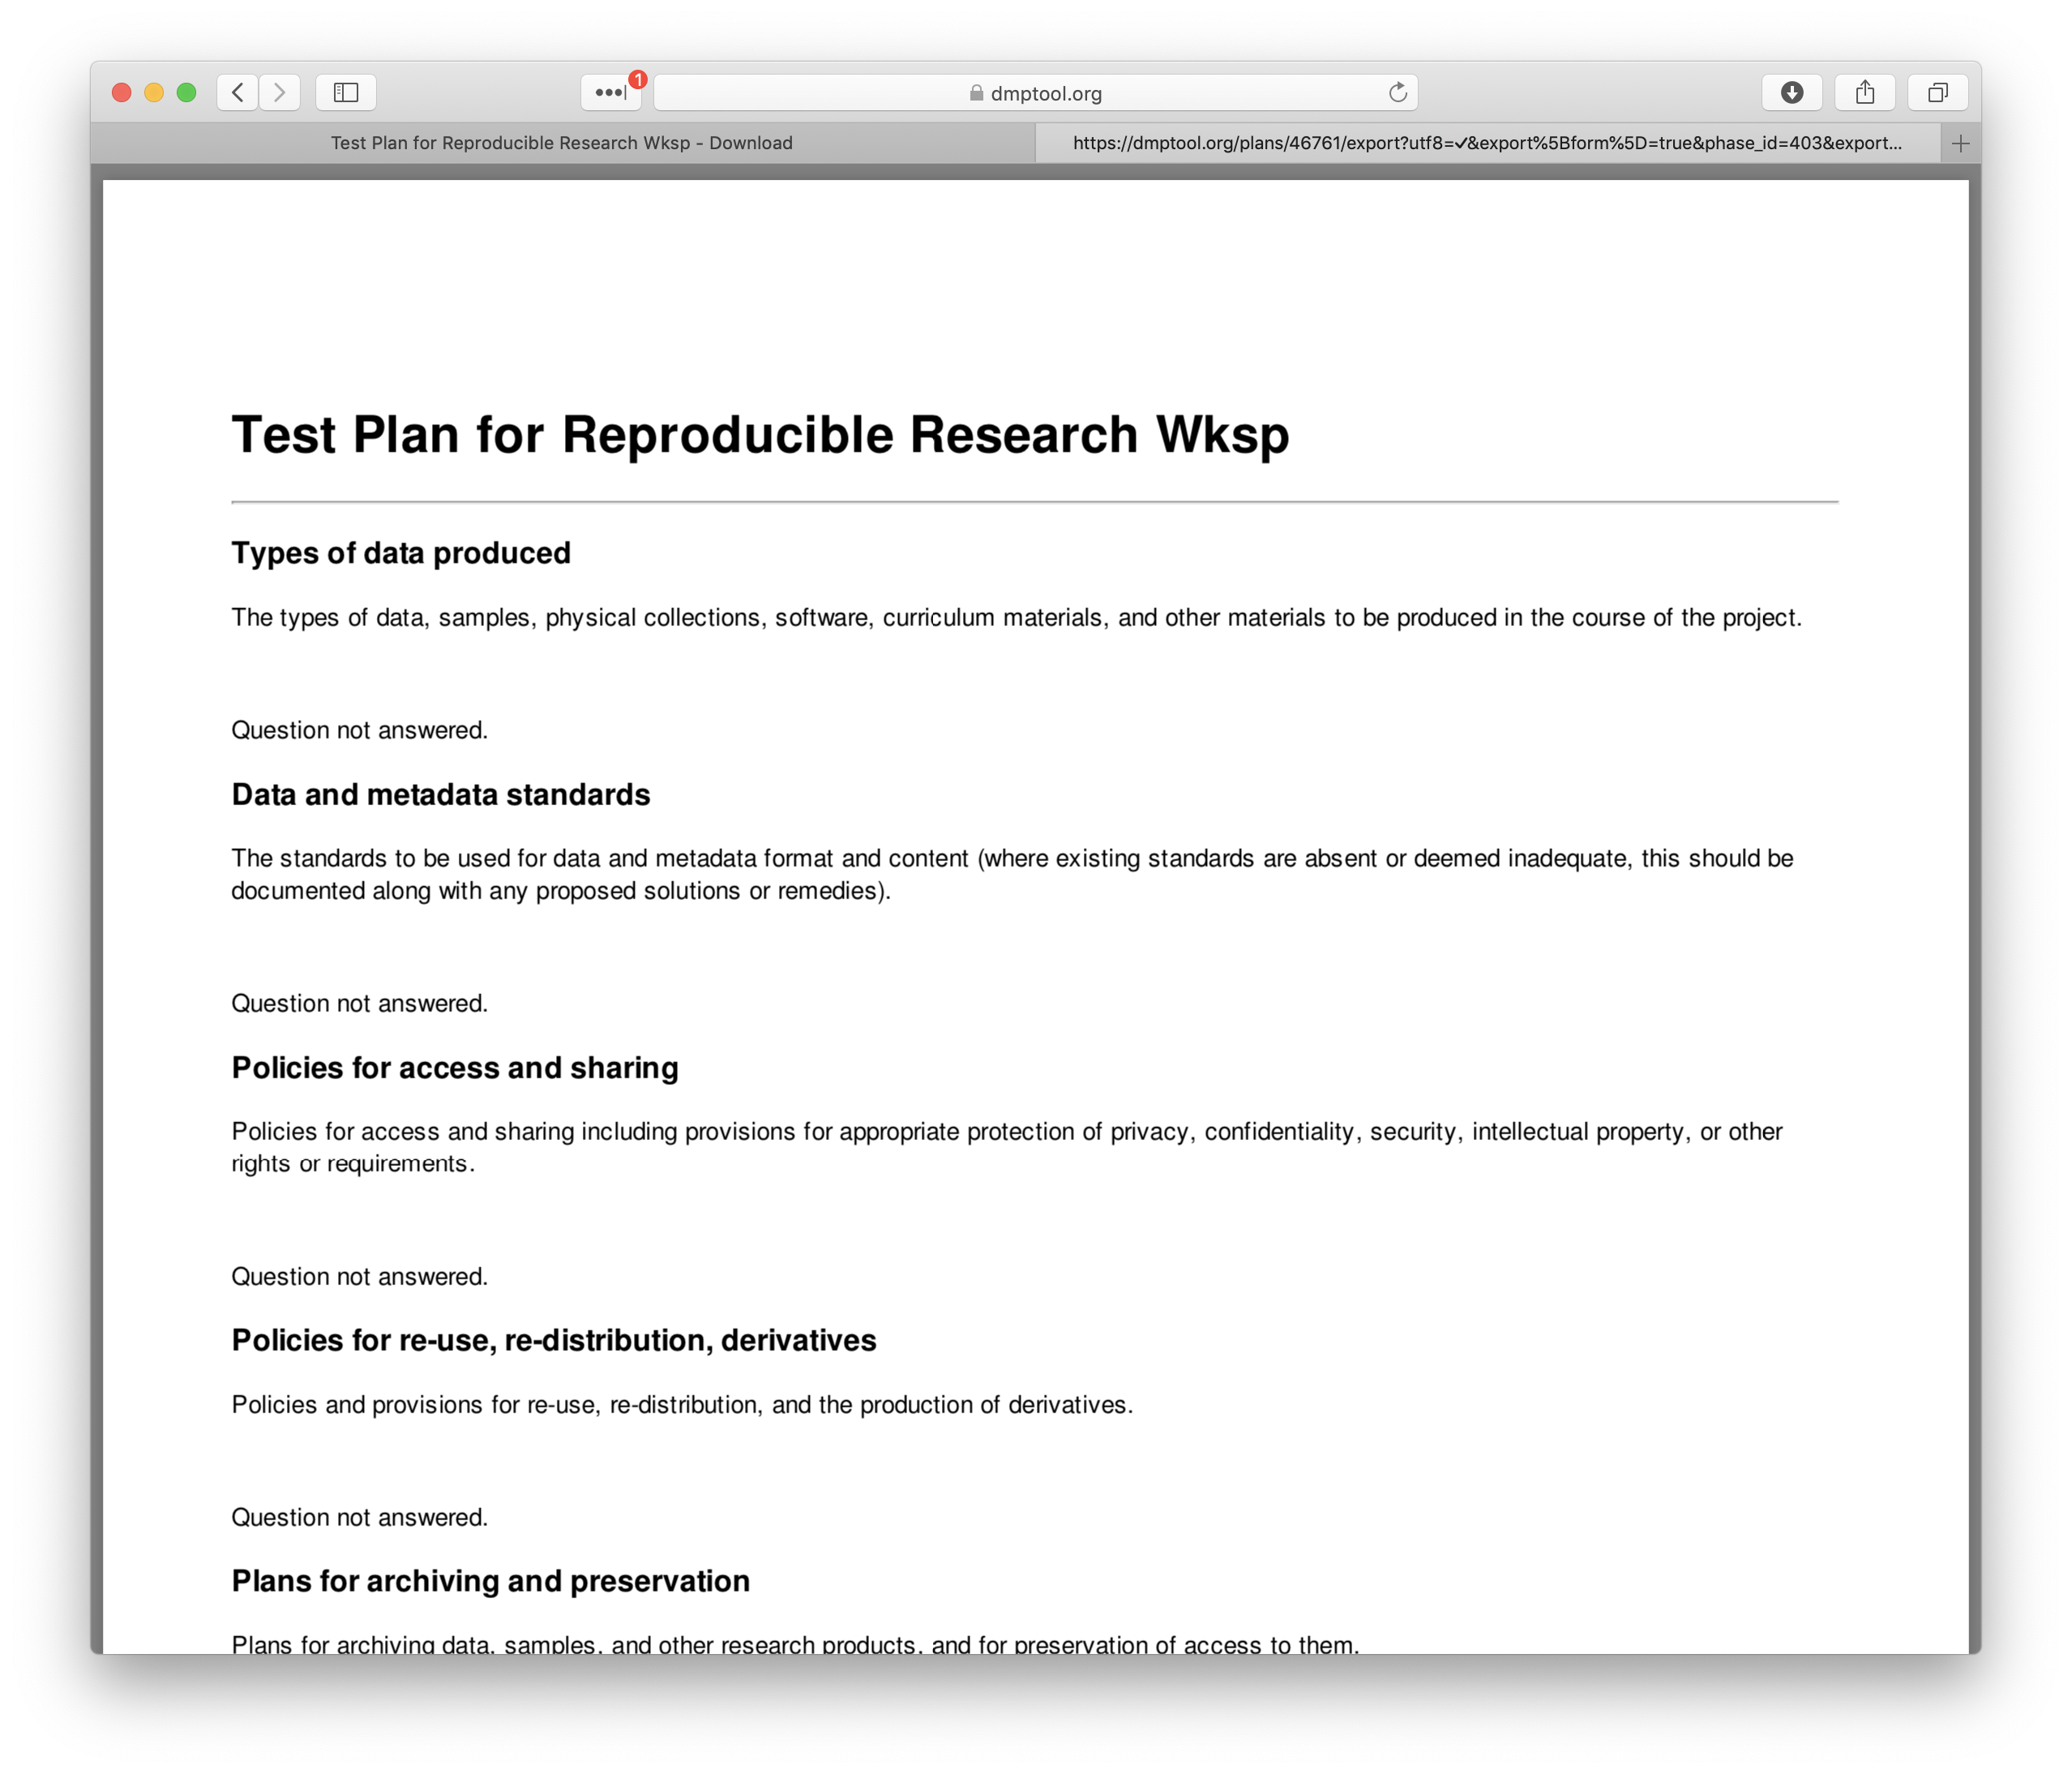 1
dmptool.org
Test Plan for Reproducible Research Wksp - Download
https://dmptool.org/plans/46761/export?utf8=✓&export%5Bform%5D=true&phase_id=403&export...
Test Plan for Reproducible Research Wksp
Types of data produced
The types of data, samples, physical collections, software, curriculum materials, and other materials to be produced in the course of the project.
Question not answered.
Data and metadata standards
The standards to be used for data and metadata format and content (where existing standards are absent or deemed inadequate, this should be
documented along with any proposed solutions or remedies).
Question not answered.
Policies for access and sharing
Policies for access and sharing including provisions for appropriate protection of privacy, confidentiality, security, intellectual property, or other
rights or requirements.
Question not answered.
Policies for re-use, re-distribution, derivatives
Policies and provisions for re-use, re-distribution, and the production of derivatives.
Question not answered.
Plans for archiving and preservation
Plans for archiving data, samples, and other research products, and for preservation of access to them.